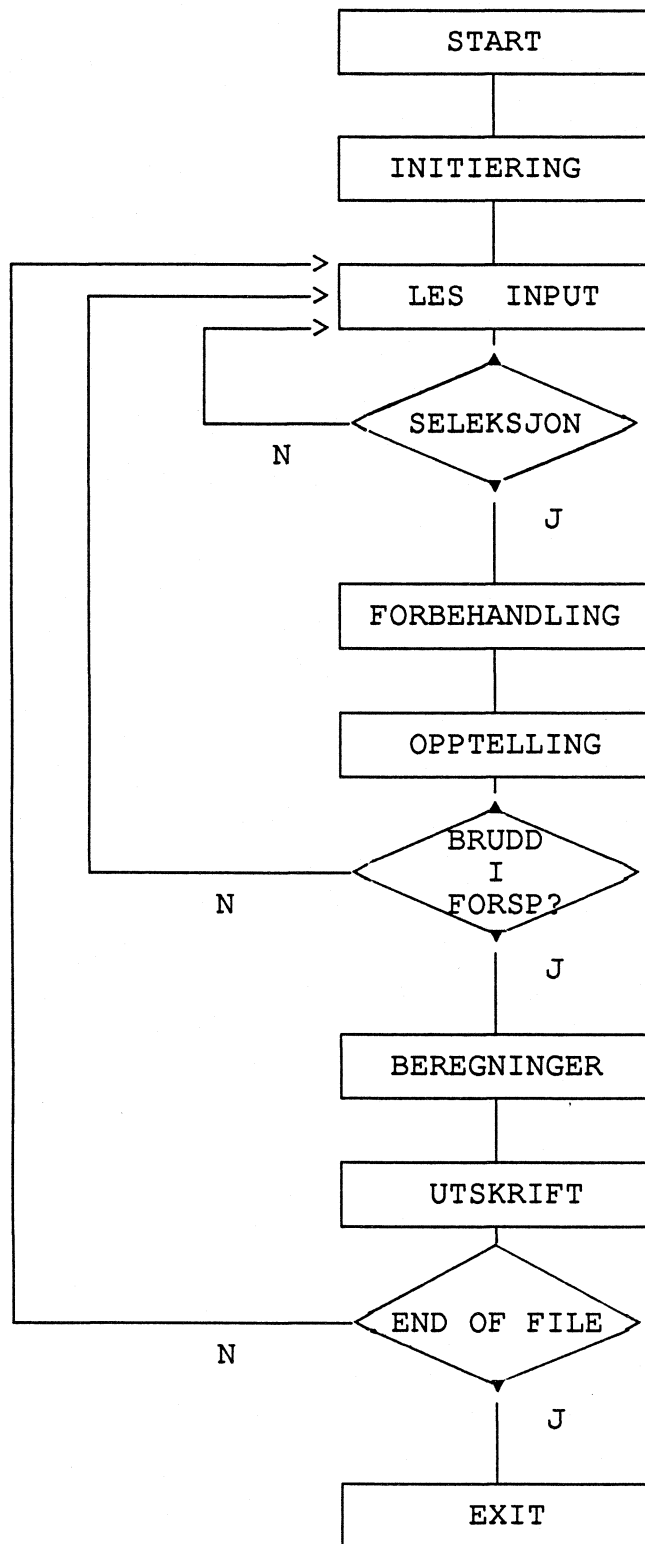 START
INITIERING
LES INPUT
SELEKSJON
N
J
FORBEHANDLING
OPPTELLING
BRUDD
I
FORSP?
N
J
BEREGNINGER
UTSKRIFT
END OF FILE
N
J
EXIT